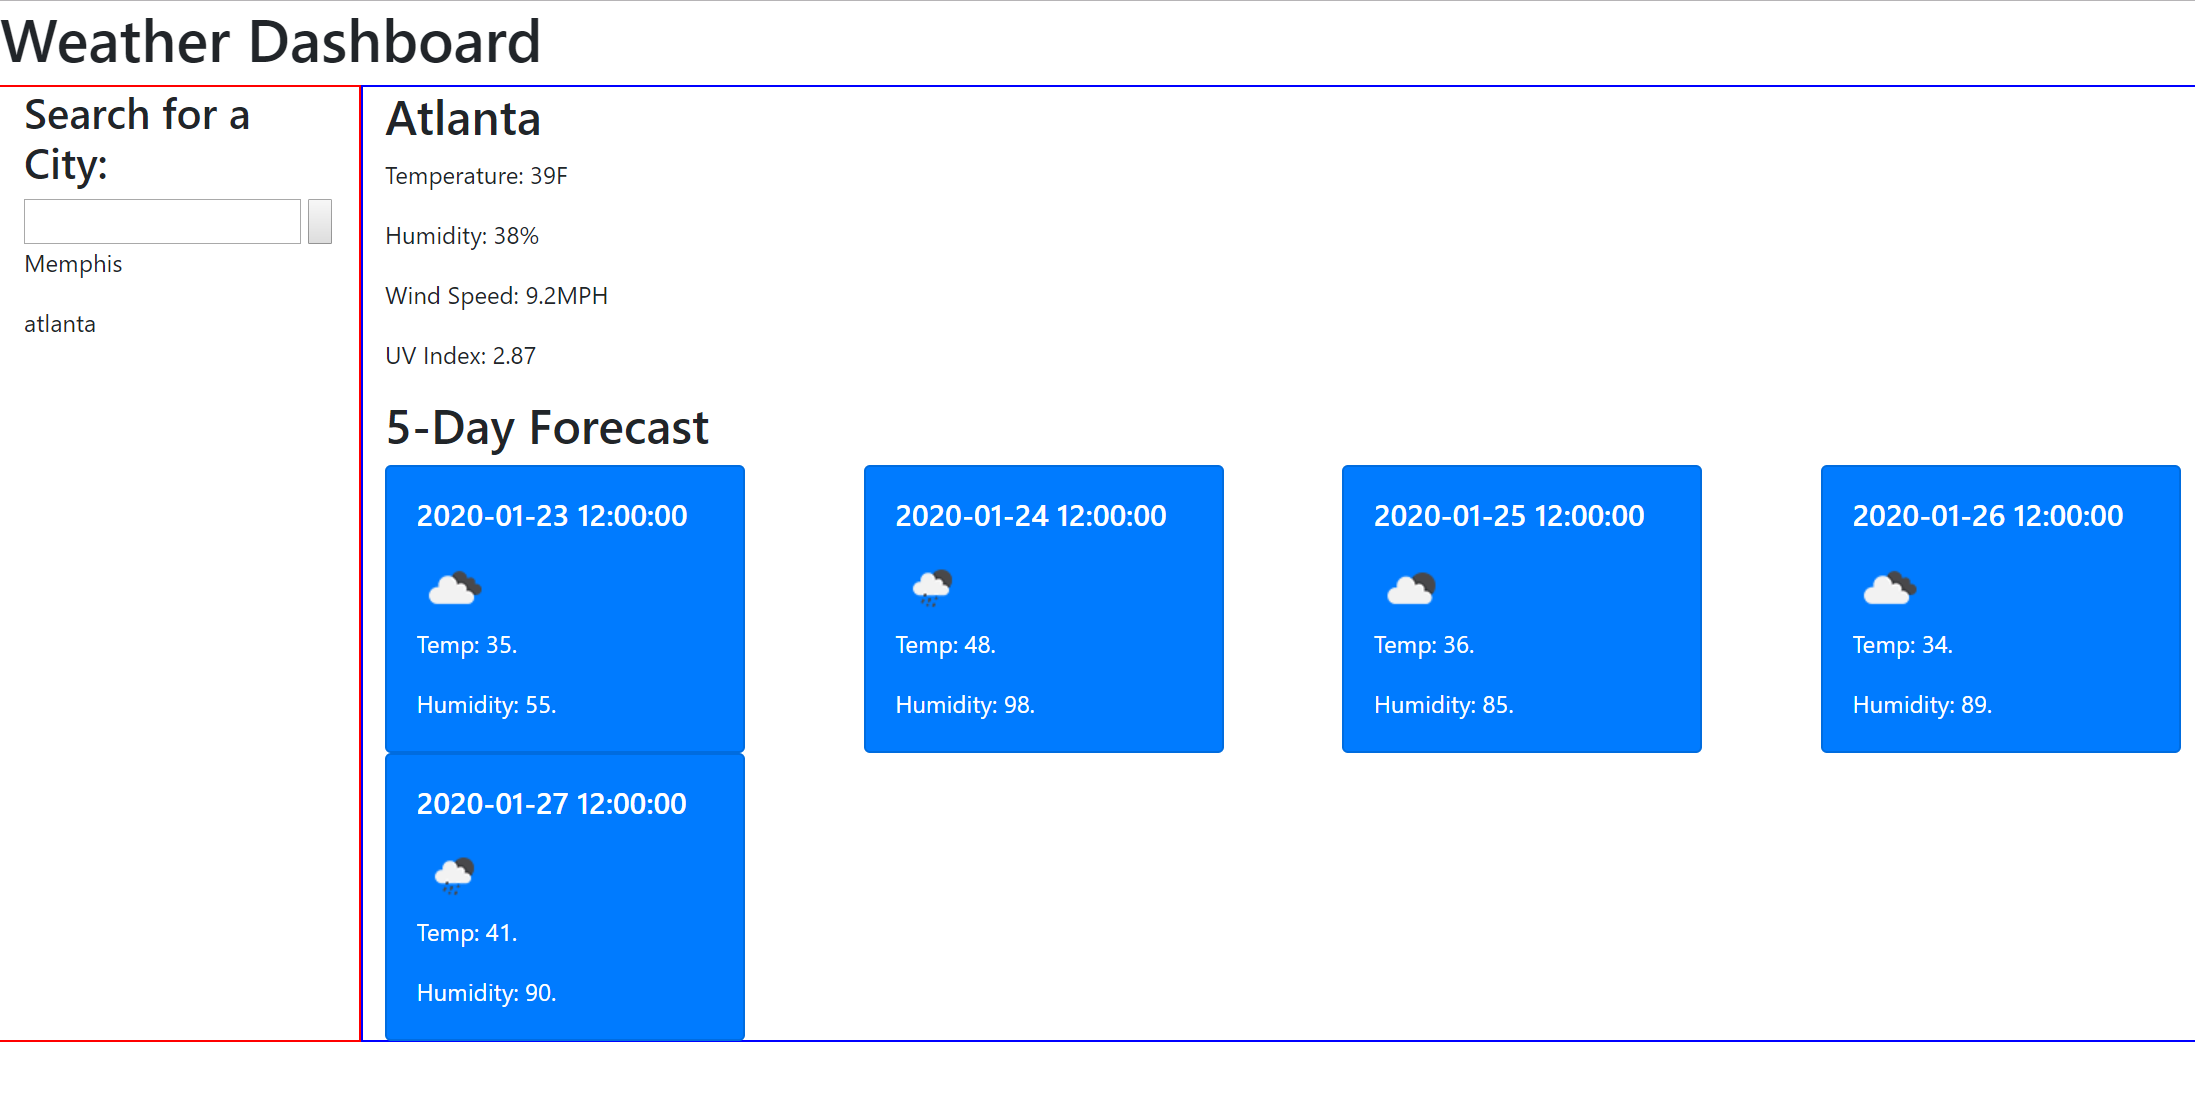 Weather Dashboard
Search for a
City:
Memphis
atlanta
Atlanta
Temperature: 39F
Humidity: 38%
Wind Speed: 9.2MPH
UV Index: 2.87
5-Day Forecast
2020-01-23 12:00:00
Temp: 35.
Humidity: 55.
2020-01-24 12:00:00
Temp: 48.
Humidity: 98.
2020-01-25 12:00:00
Temp: 36.
Humidity: 85.
2020-01-26 12:00:00
Temp: 34.
Humidity: 89.
2020-01-27 12:00:00
Temp: 41.
Humidity: 90.